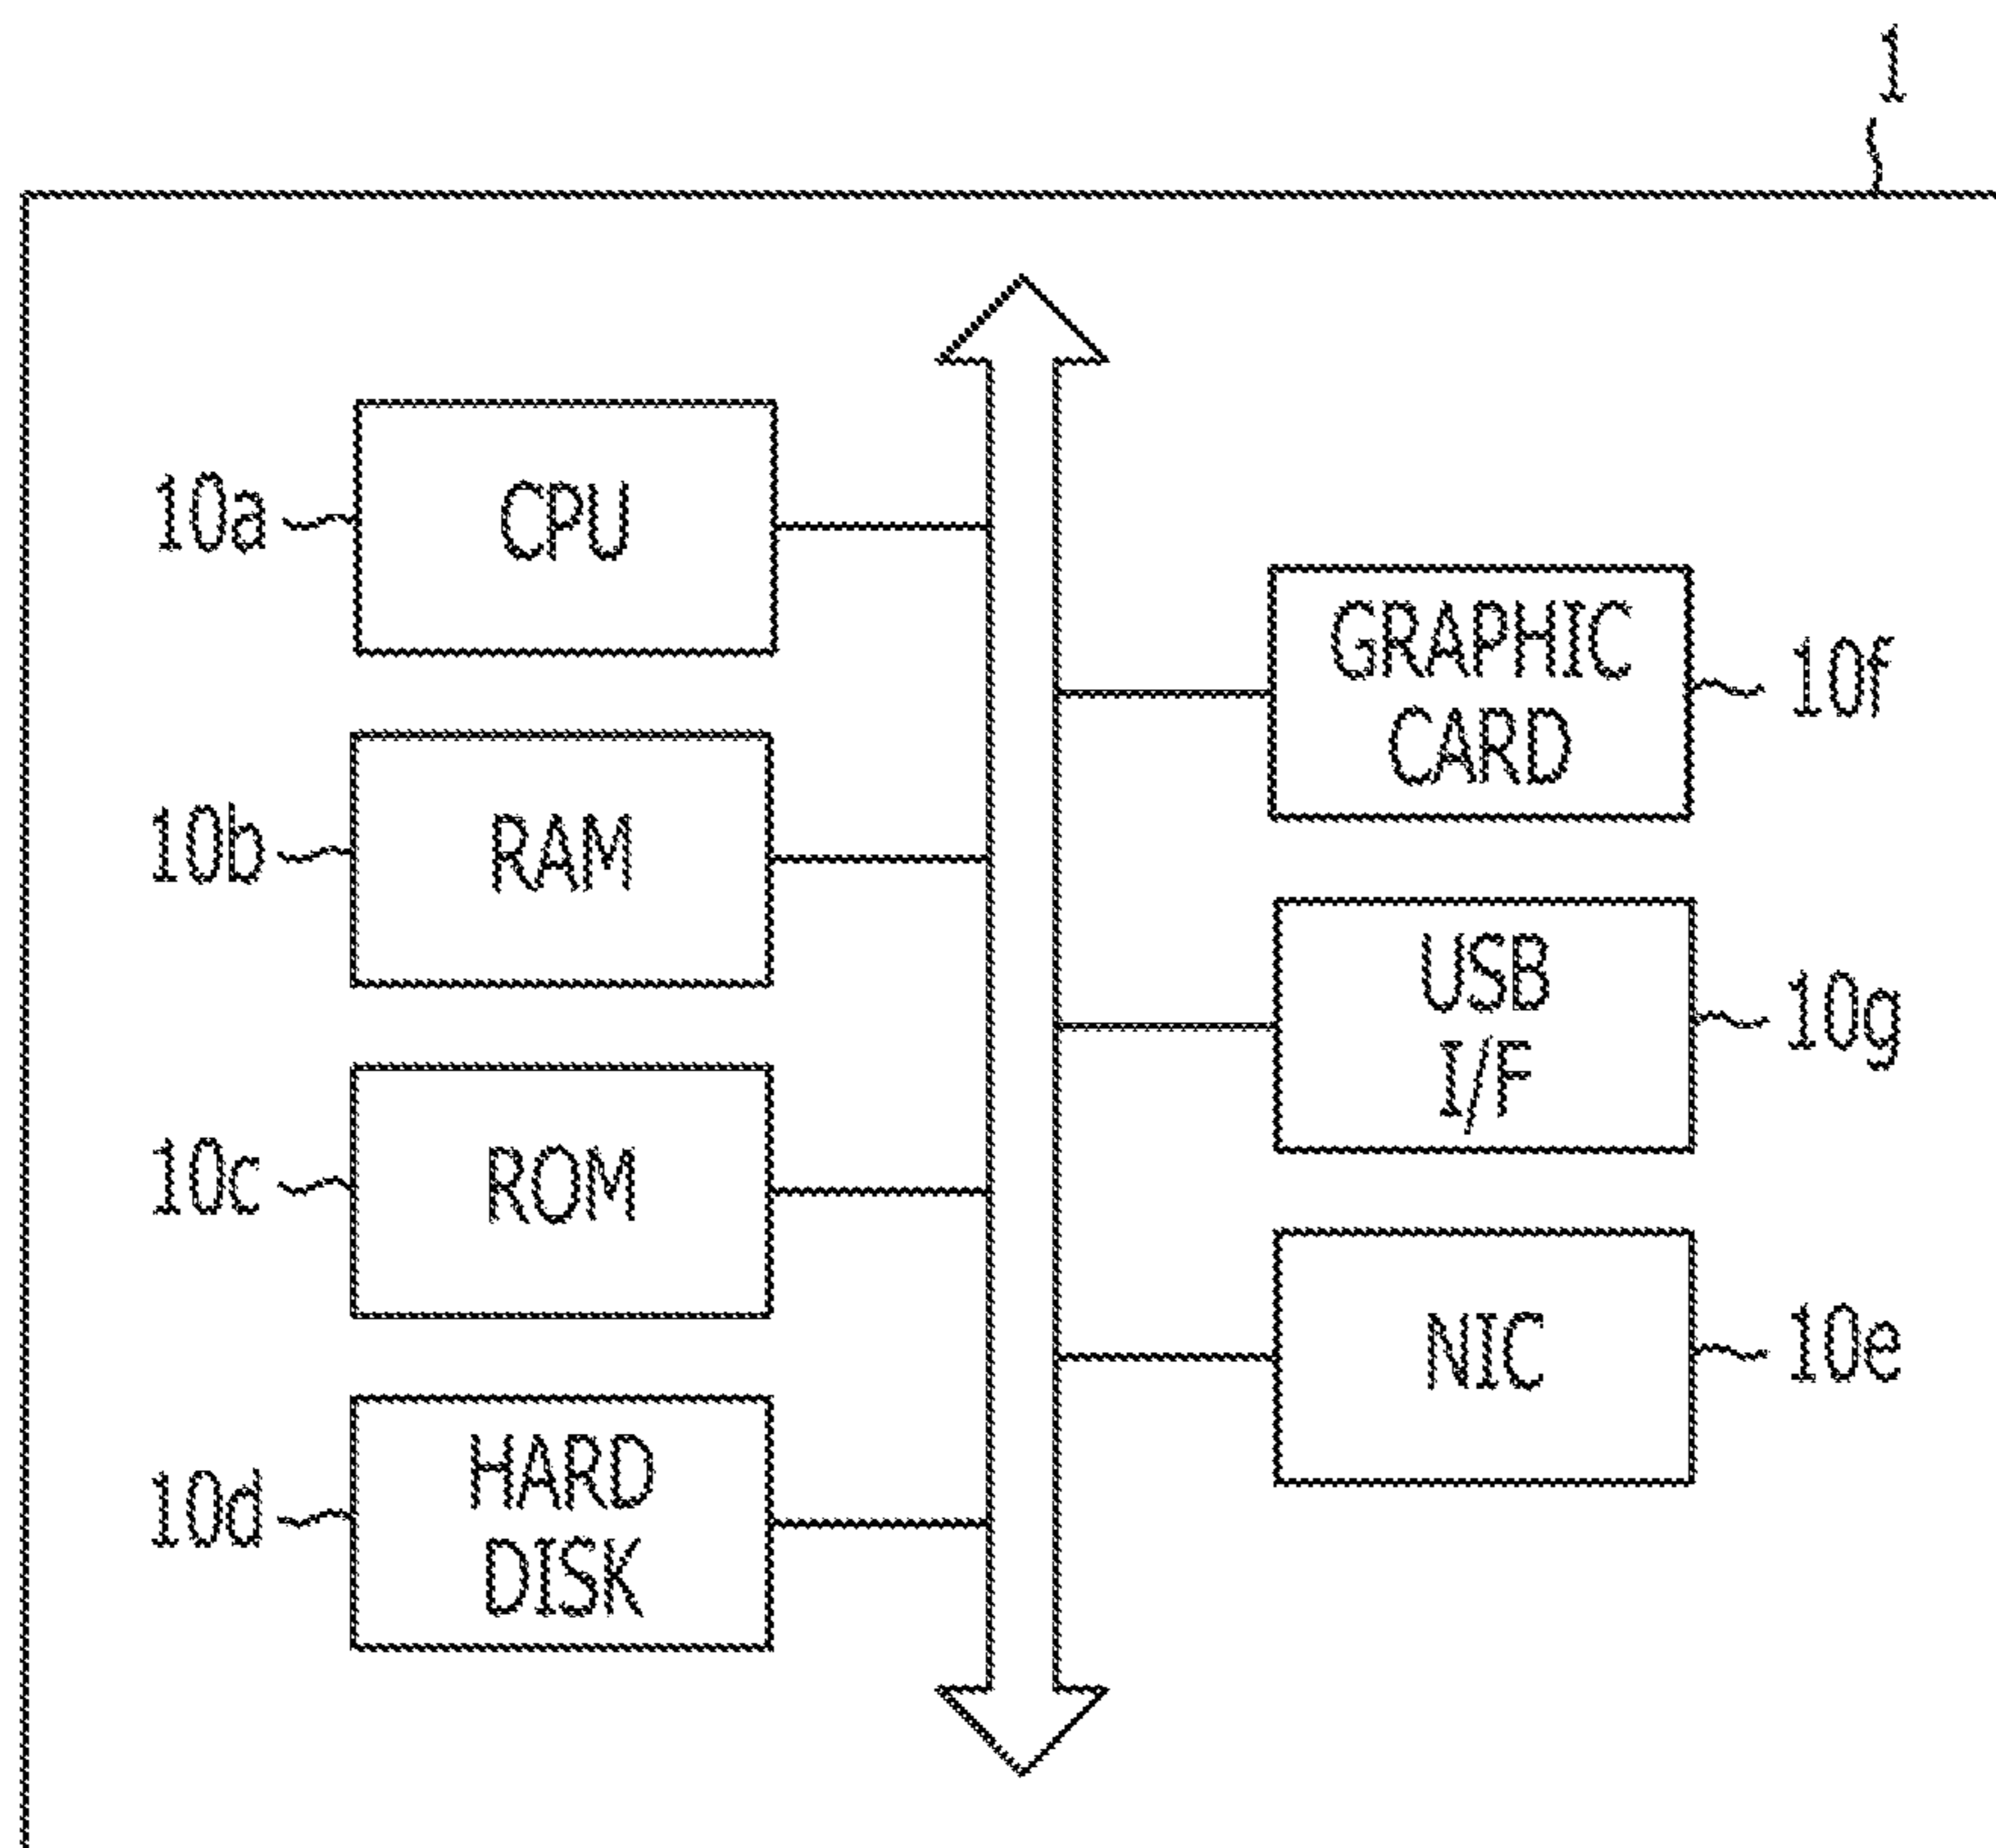 1
10a
CPU
10b
RAM
10c
ROM
10d
HARD
DISK
GRAPHIC
CARD
10f
USB
I/F
10g
NIC
10e